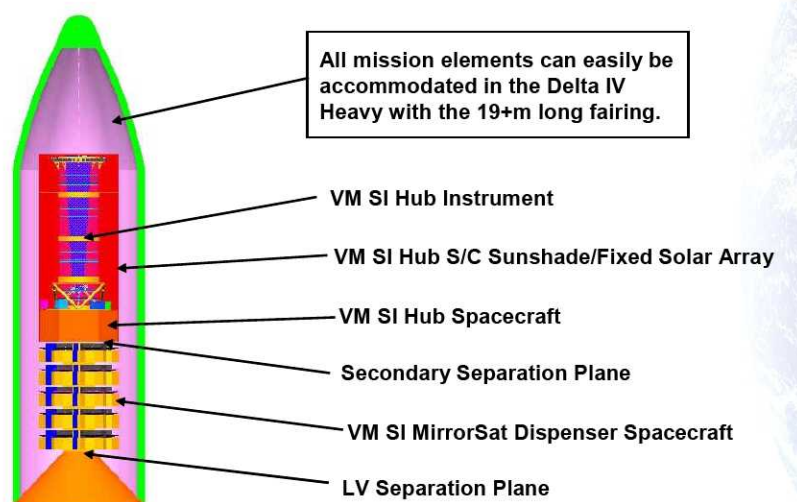 All mission elements can easily be
accommodated in the Delta IV
Heavy with the 19+m long fairing.
VM SI Hub Instrument
VM SI Hub S/C Sunshade/Fixed Solar Array
VM SI Hub Spacecraft
Secondary Separation Plane
VM SI MirrorSat Dispenser Spacecraft
LV Separation Plane